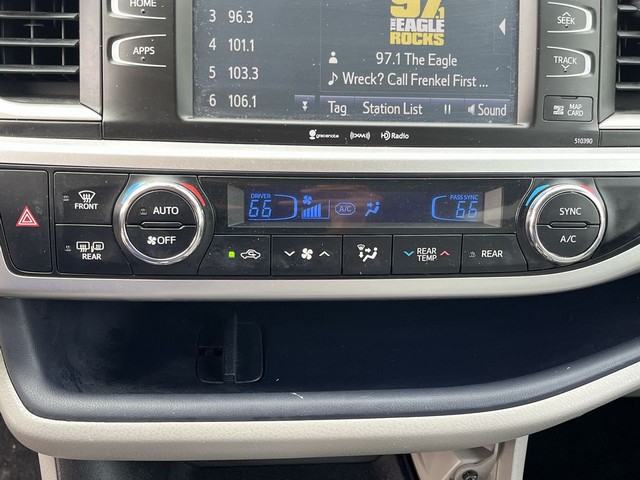 HOME
APPS
3 96.3
4 101.1
5 103.3
6 106.1
97.1
THE EAGLE
ROCKS
97.1 The Eagle
Wreck? Call Frenkel First ...
Tag Station List Sound
SEEK
TRACK
MAP
CARD
gracenote
HD Radio
510390
FRONT
REAR
AUTO
OFF
DRIVER
66
A/C
PASS SYNC
66
REAR
TEMP
REAR
SYNC
A/C